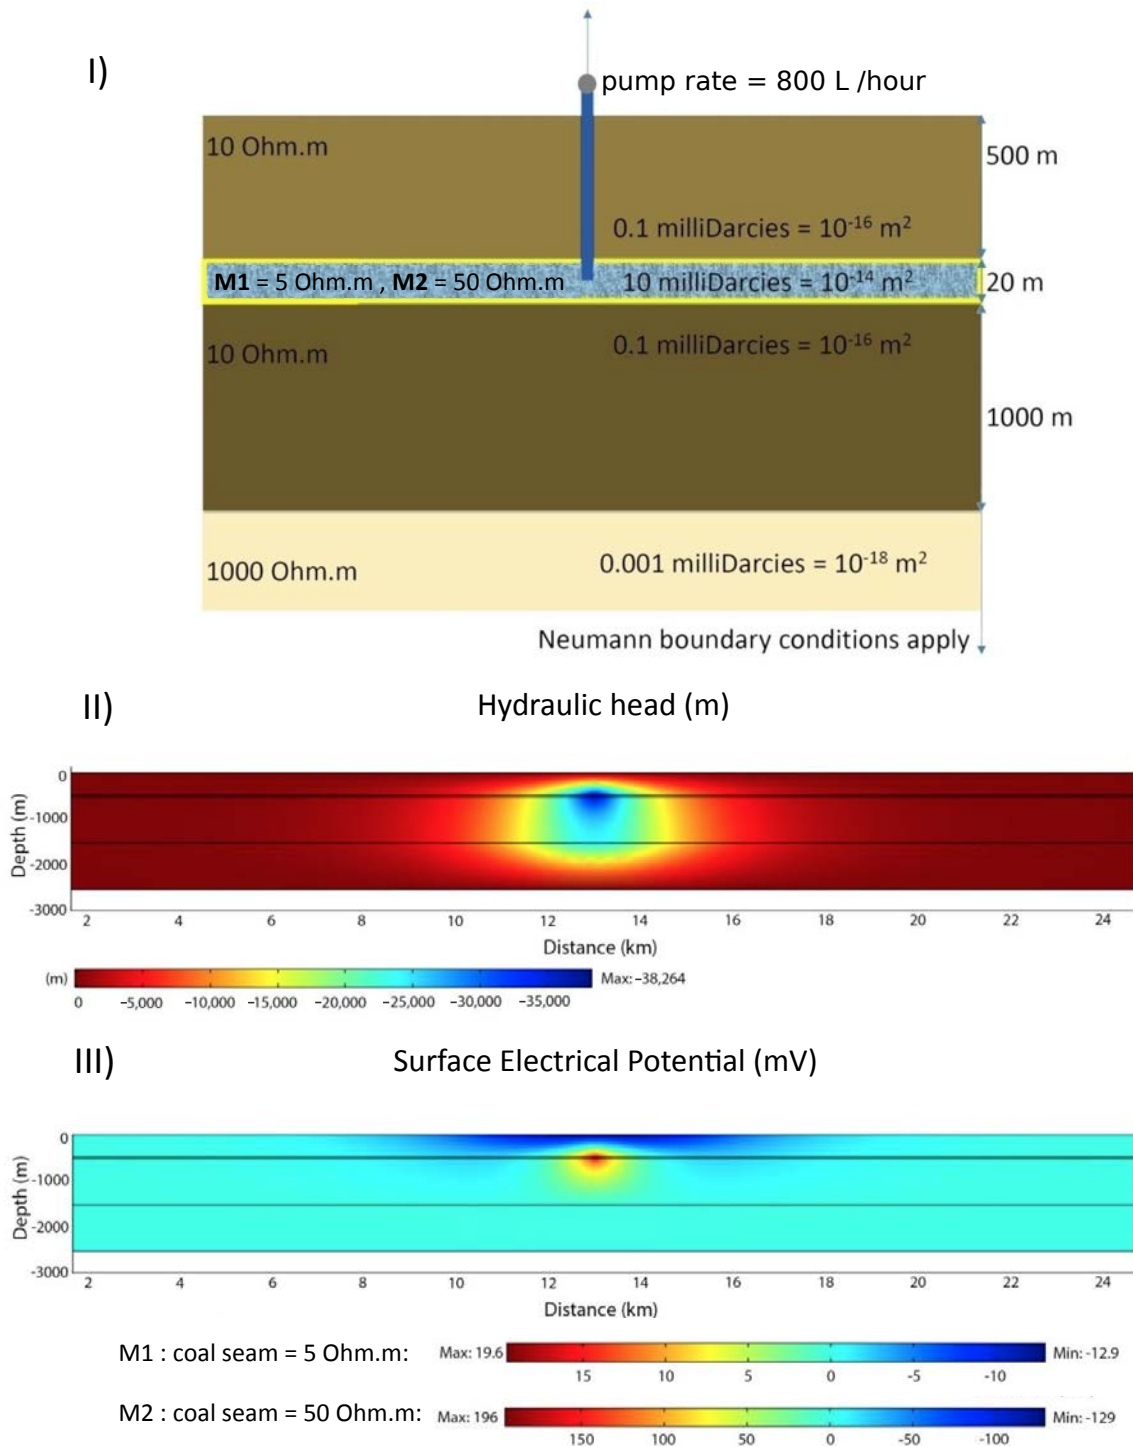 I)
pump rate = 800 L /hour
10 Ohm.m
500 m
0.1 milliDarcies = 10⁻¹⁶ m²
M1 = 5 Ohm.m , M2 = 50 Ohm.m
10 milliDarcies = 10⁻¹⁴ m²
20 m
10 Ohm.m
0.1 milliDarcies = 10⁻¹⁶ m²
1000 m
1000 Ohm.m
0.001 milliDarcies = 10⁻¹⁸ m²
Neumann boundary conditions apply
II)
Hydraulic head (m)
Depth (m)
0
-1000
-2000
-3000
2 4 6 8 10 12 14 16 18 20 22 24
Distance (km)
(m)
Max: −38,264
0 −5,000 −10,000 −15,000 −20,000 −25,000 −30,000 −35,000
III)
Surface Electrical Potential (mV)
Depth (m)
0
-1000
-2000
-3000
2 4 6 8 10 12 14 16 18 20 22 24
Distance (km)
M1 : coal seam = 5 Ohm.m:
Max: 19.6
Min: -12.9
15 10 5 0 -5 -10
M2 : coal seam = 50 Ohm.m:
Max: 196
Min: -129
150 100 50 0 -50 -100